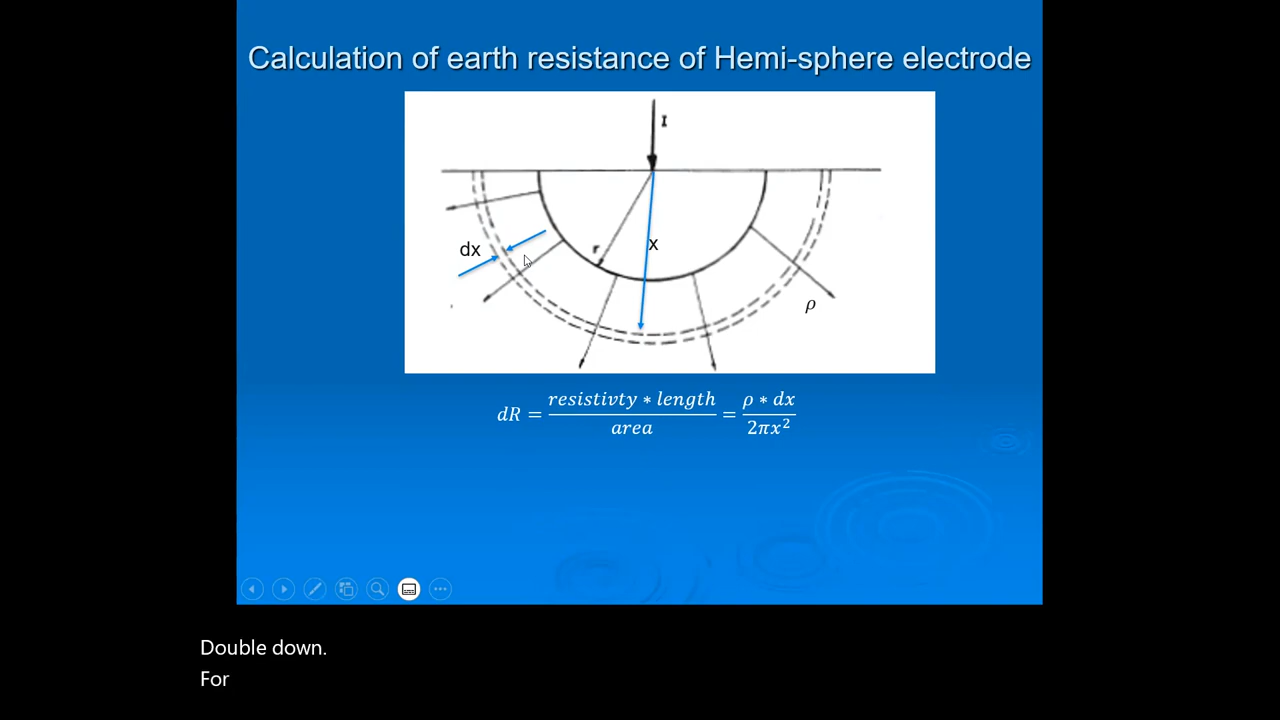 Calculation of earth resistance of Hemi-sphere electrode
I
r
x
dx
ρ
dR = resistivty ∗ length / area = ρ ∗ dx / 2πx²
Double down.
For